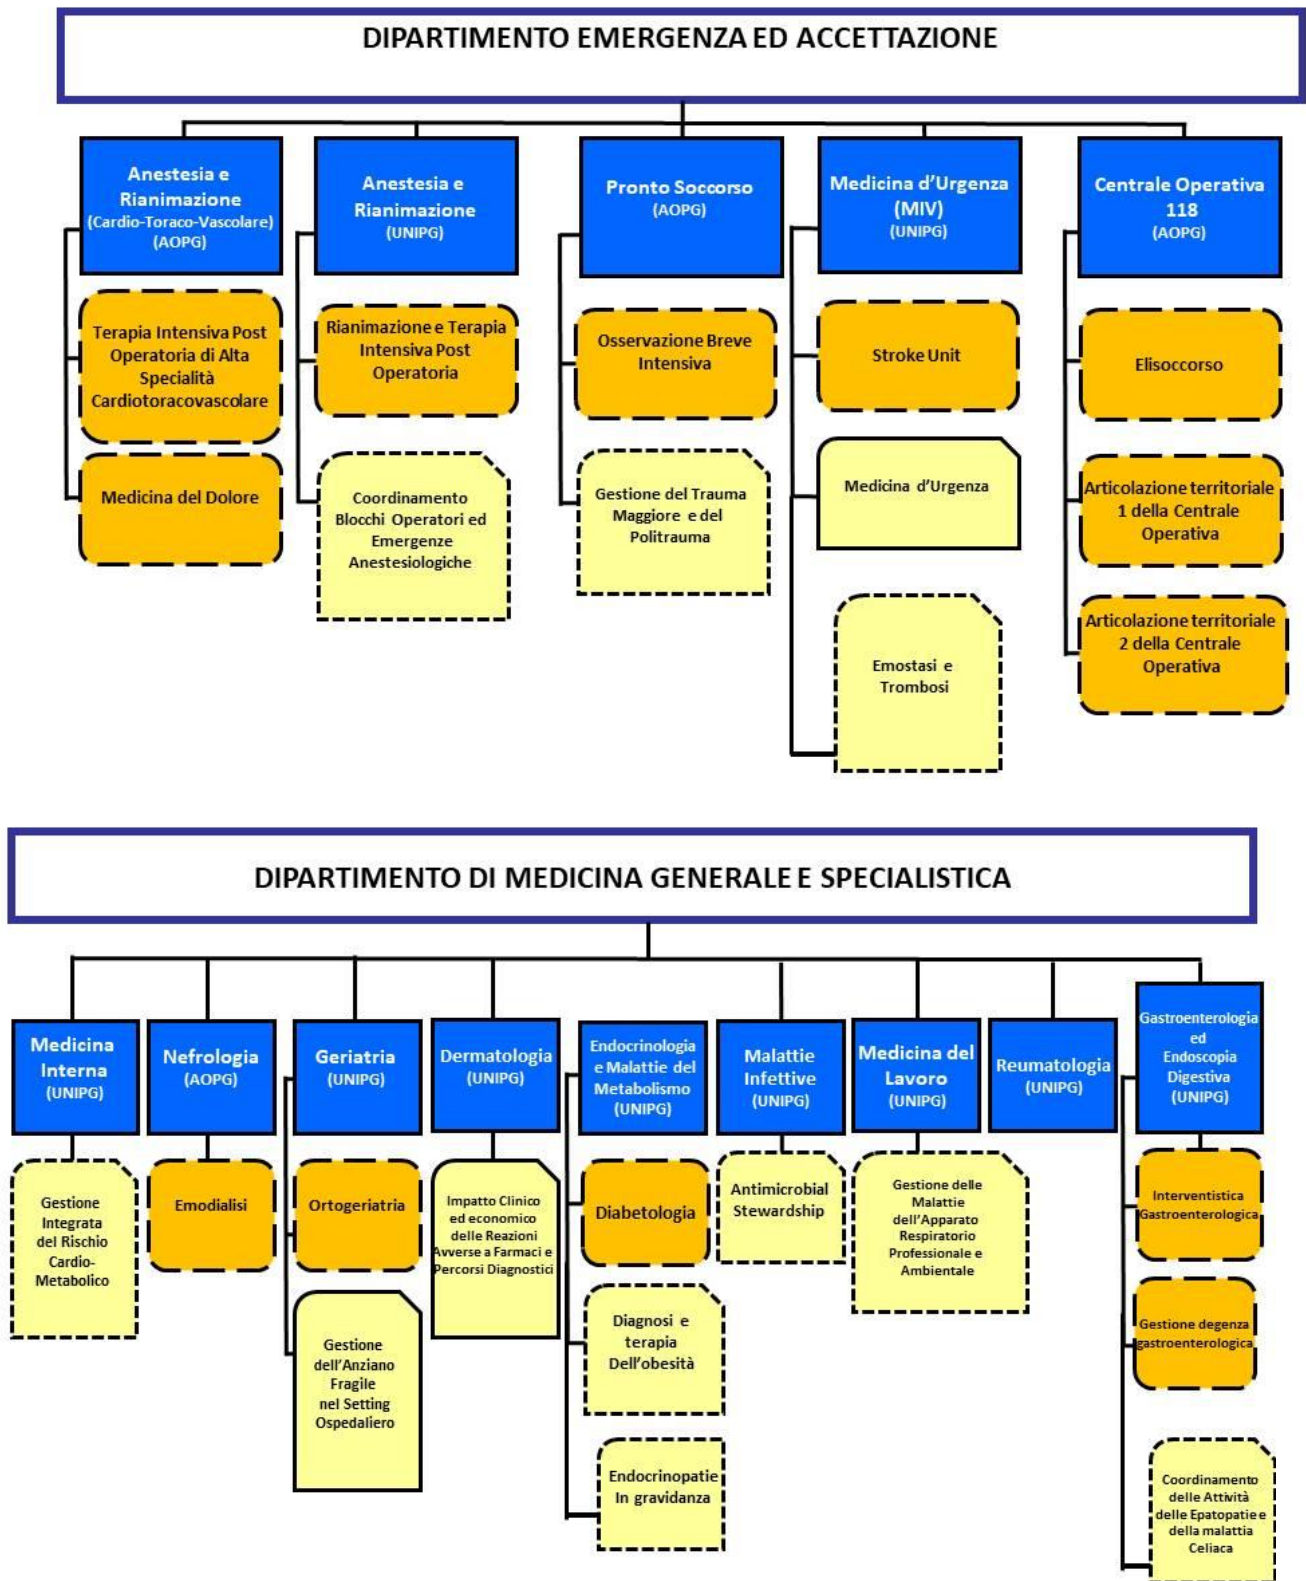 DIPARTIMENTO EMERGENZA ED ACCETTAZIONE
Anestesia e
Rianimazione
(Cardio-Toraco-Vascolare)
(AOPG)
Terapia Intensiva Post
Operatoria di Alta
Specialità
Cardiotoracovascolare
Medicina del Dolore
Anestesia e
Rianimazione
(UNIPG)
Rianimazione e Terapia
Intensiva Post
Operatoria
Coordinamento
Blocchi Operatori ed
Emergenze
Anestesiologiche
Pronto Soccorso
(AOPG)
Osservazione Breve
Intensiva
Gestione del Trauma
Maggiore e del
Politrauma
Medicina d'Urgenza
(MIV)
(UNIPG)
Stroke Unit
Medicina d'Urgenza
Emostasi e
Trombosi
Centrale Operativa
118
(AOPG)
Elisoccorso
Articolazione territoriale
1 della Centrale
Operativa
Articolazione territoriale
2 della Centrale
Operativa
DIPARTIMENTO DI MEDICINA GENERALE E SPECIALISTICA
Medicina
Interna
(UNIPG)
Gestione
Integrata
del Rischio
Cardio-
Metabolico
Nefrologia
(AOPG)
Emodialisi
Geriatria
(UNIPG)
Ortogeriatria
Gestione
dell'Anziano
Fragile
nel Setting
Ospedaliero
Dermatologia
(UNIPG)
Impatto Clinico
ed economico
delle Reazioni
Avverse a Farmaci e
Percorsi Diagnostici
Endocrinologia
e Malattie del
Metabolismo
(UNIPG)
Diabetologia
Diagnosi e
terapia
Dell'obesità
Endocrinopatie
In gravidanza
Malattie
Infettive
(UNIPG)
Antimicrobial
Stewardship
Medicina del
Lavoro
(UNIPG)
Gestione delle
Malattie
dell'Apparato
Respiratorio
Professionale e
Ambientale
Reumatologia
(UNIPG)
Gastroenterologia
ed
Endoscopia
Digestiva
(UNIPG)
Interventistica
Gastroenterologica
Gestione degenza
gastroenterologica
Coordinamento
delle Attività
delle Epatopatie e
della malattia
Celiaca